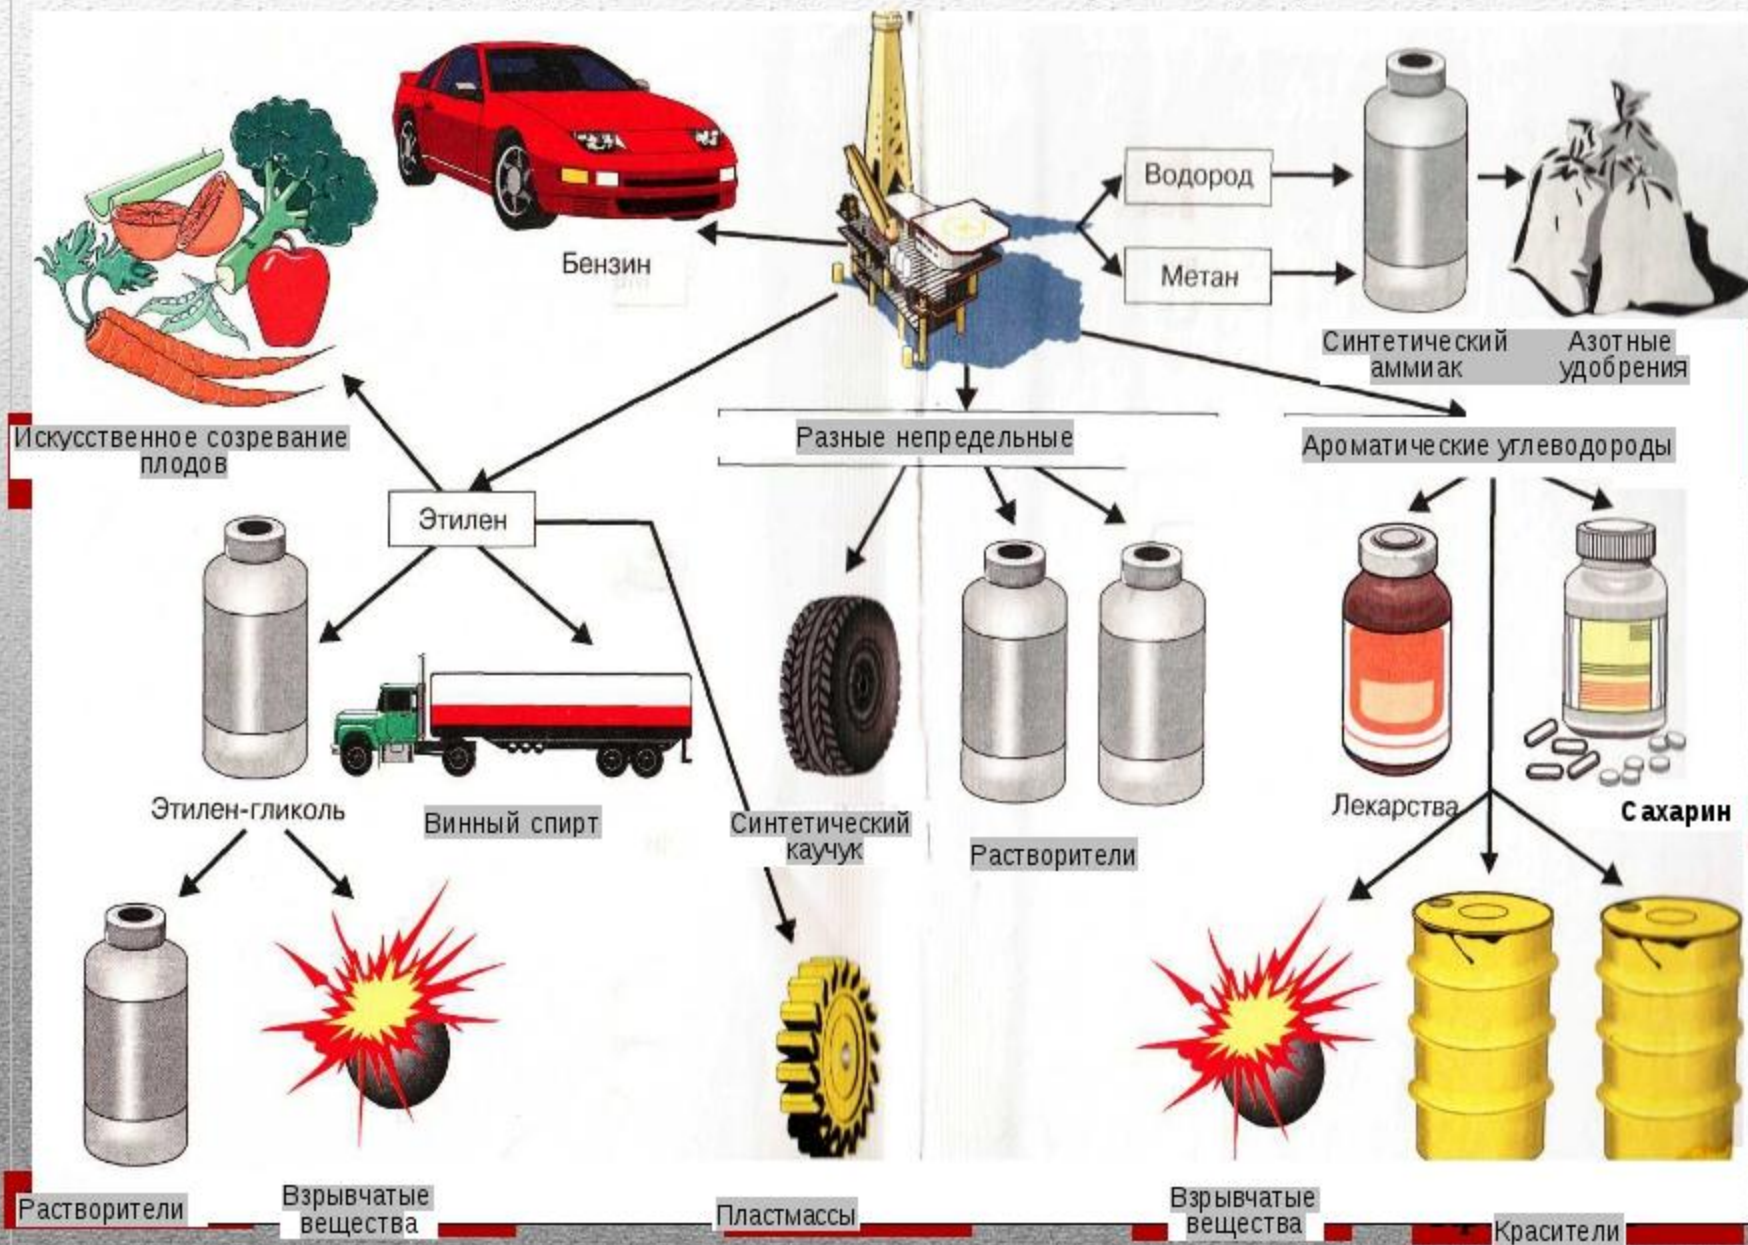 Водород
Бензин
Метан
Синтетический
аммиак
Азотные
удобрения
Искусственное созревание
плодов
Разные непредельные
Ароматические углеводороды
Этилен
Этилен-гликоль
Винный спирт
Синтетический
каучук
Растворители
Лекарства
Сахарин
Растворители
Взрывчатые
вещества
Пластмассы
Взрывчатые
вещества
Красители